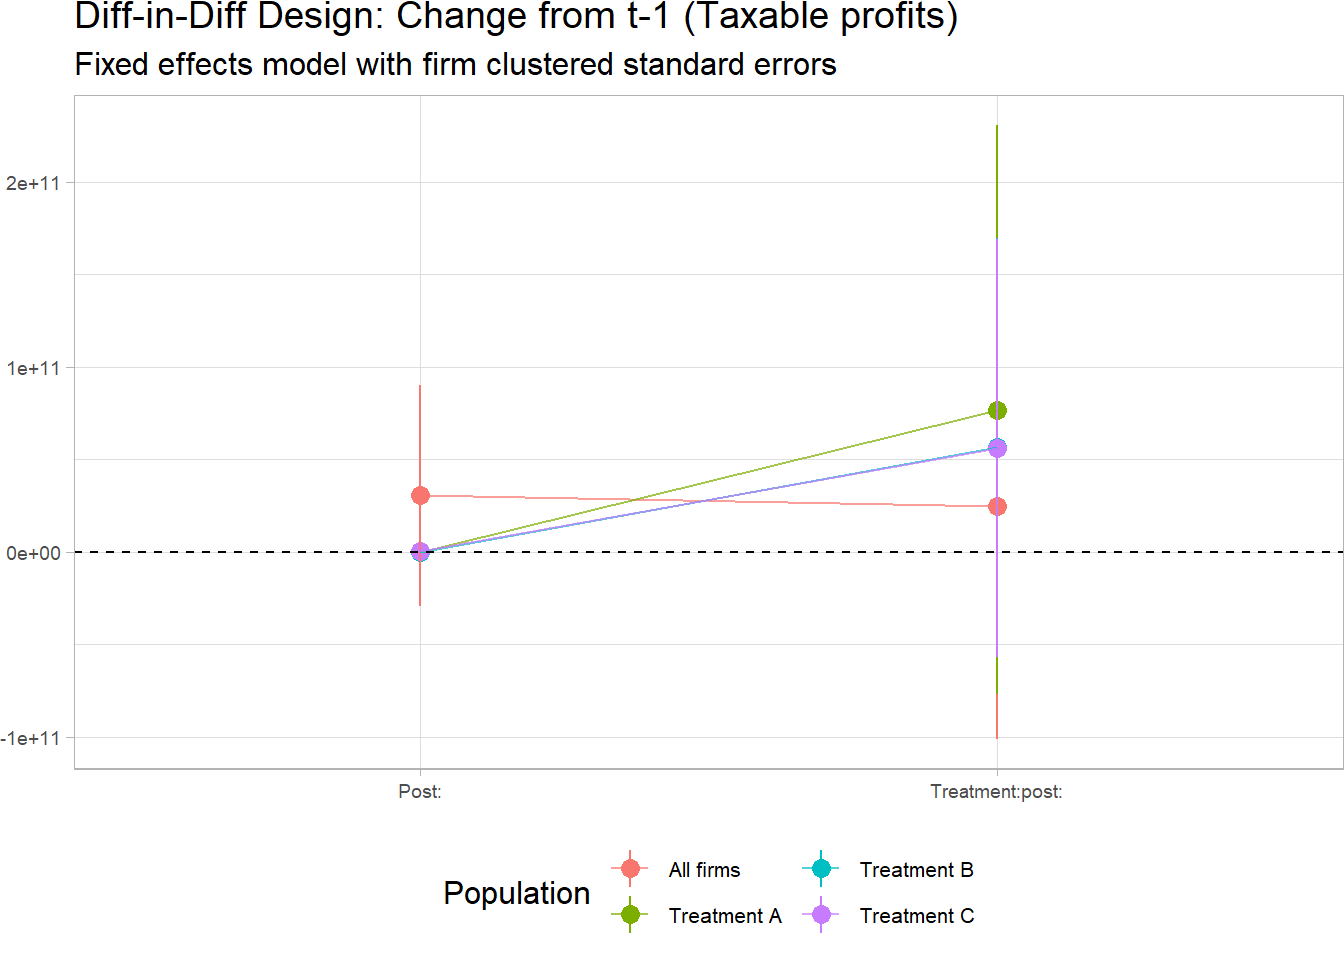 Diff-in-Diff Design: Change from t-1 (Taxable profits)
Fixed effects model with firm clustered standard errors
2e+11
1e+11
0e+00
-1e+11
Post:
Treatment:post:
Population
All firms
Treatment B
Treatment A
Treatment C